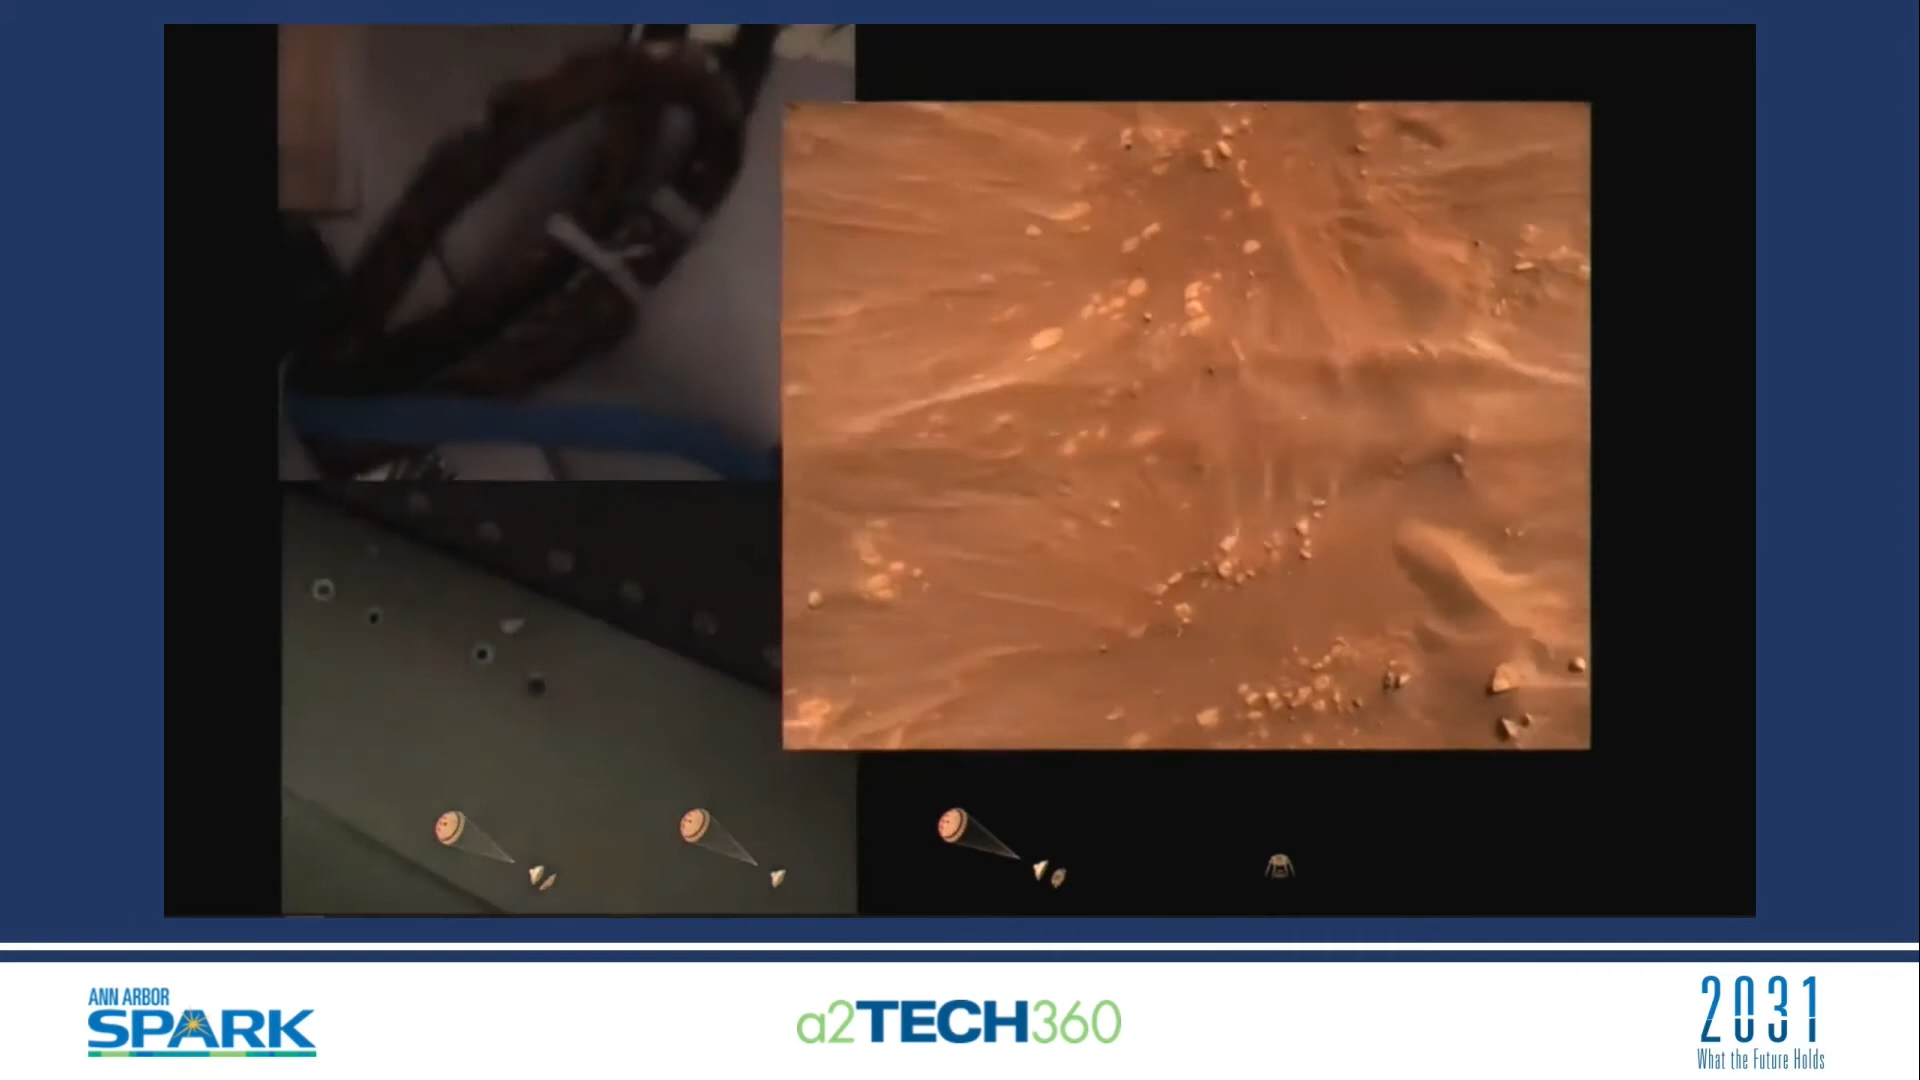 ANN ARBOR
SPARK
a2TECH360
2031
What the Future Holds